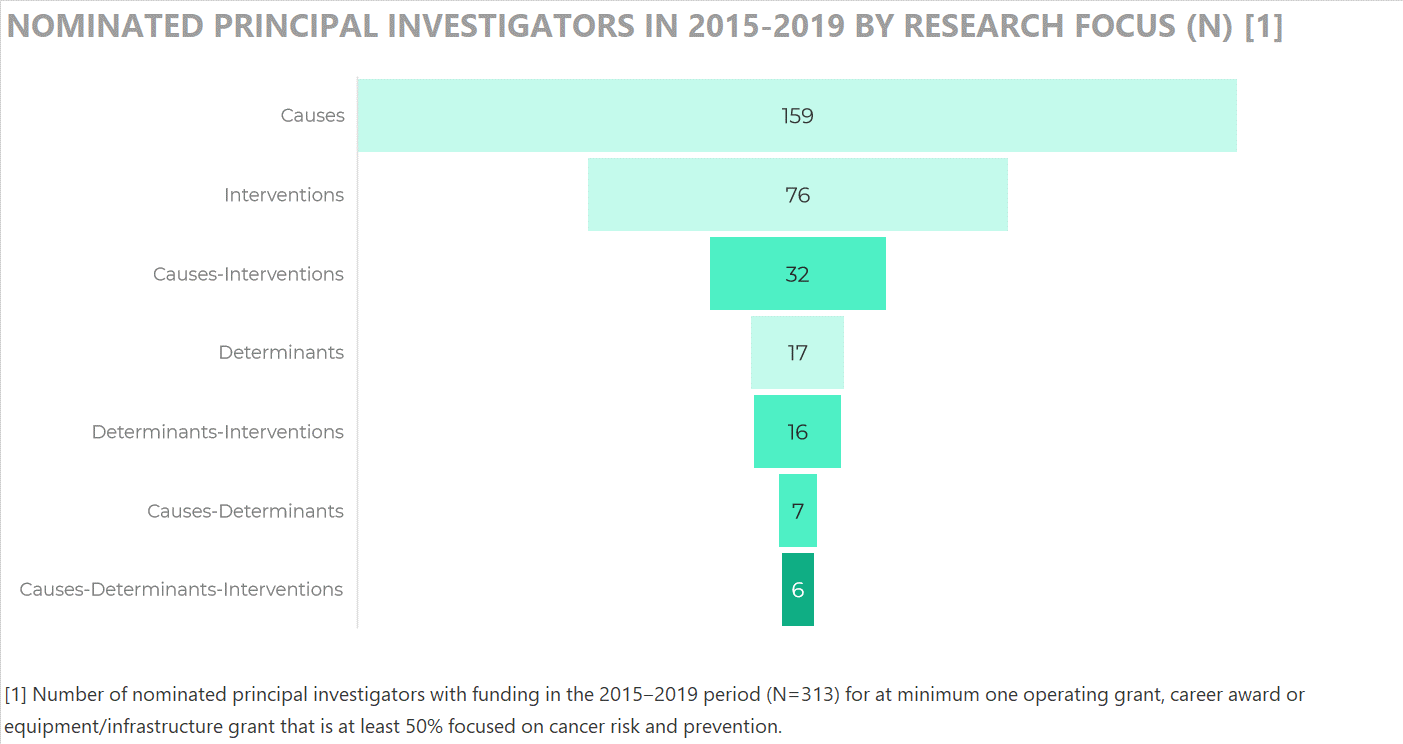 NOMINATED PRINCIPAL INVESTIGATORS IN 2015-2019 BY RESEARCH FOCUS (N) [1]
Causes
159
Interventions
76
Causes-Interventions
32
Determinants
17
Determinants-Interventions
16
Causes-Determinants
7
Causes-Determinants-Interventions
6
[1] Number of nominated principal investigators with funding in the 2015–2019 period (N=313) for at minimum one operating grant, career award or
equipment/infrastructure grant that is at least 50% focused on cancer risk and prevention.